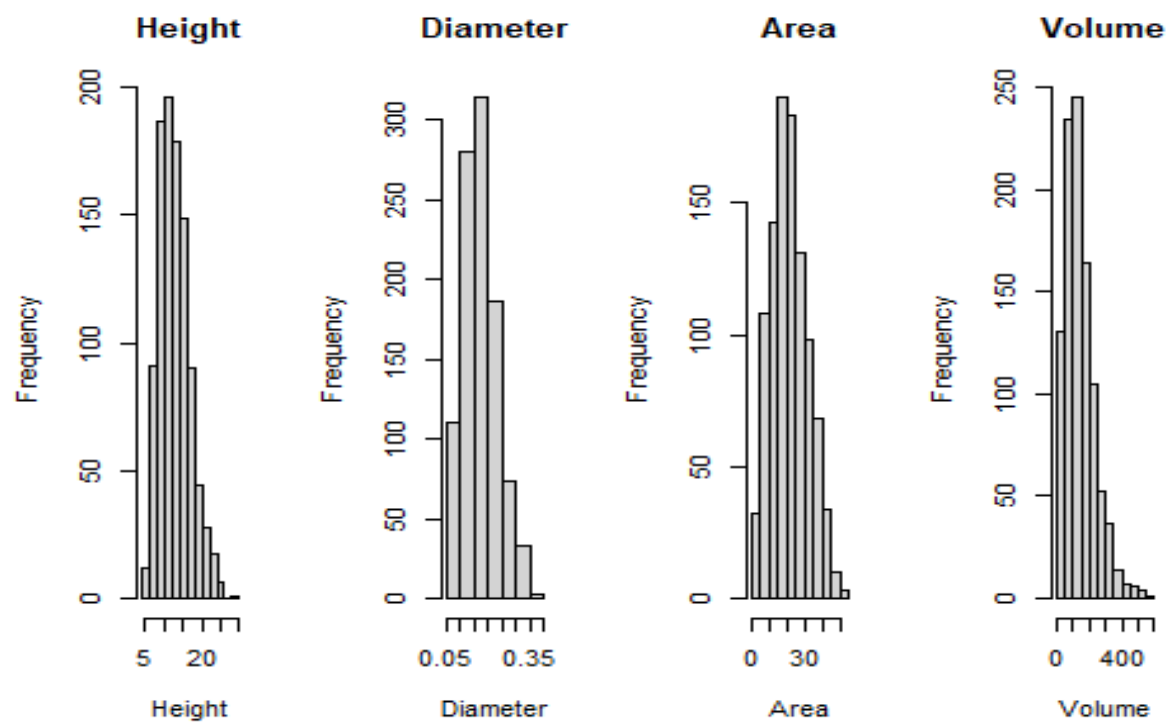 Height Diameter Area Volume
Frequency
0 50 100 150 200
5 20
Height
Frequency
0 50 100 150 200 250 300
0.05 0.35
Diameter
Frequency
0 50 100 150
0 30
Area
Frequency
0 50 100 150 200 250
0 400
Volume